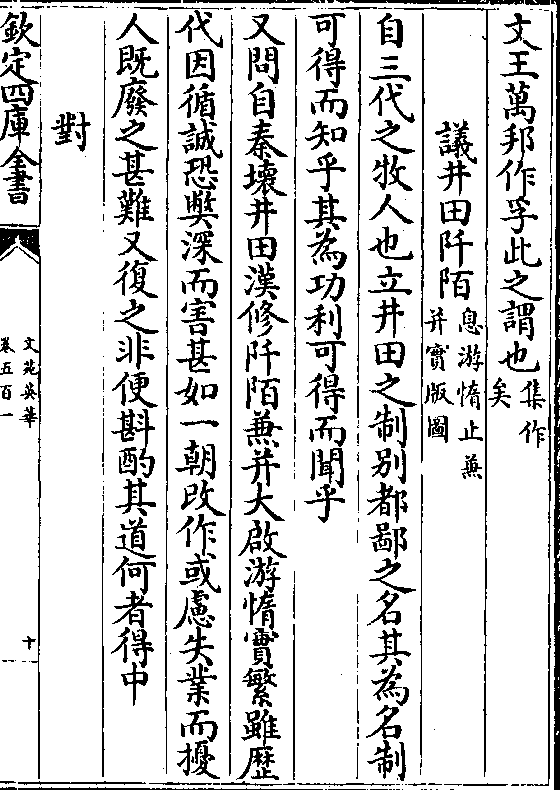 文王萬邦作孚此之謂也集作矣
議井田阡陌息游惰止兼并實版圖
自三代之牧人也立井田之制別都鄙之名其為名制
可得而知乎其為功利可得而聞乎
又問自秦壞井田漢修阡陌兼并大啟游惰實繁雖歴
代因循誠恐弊深而害甚如一朝改作或慮失業而擾
人既廢之甚難又復之非便斟酌其道何者得中
對
欽定四庫全書
文苑英華
卷五百一
十